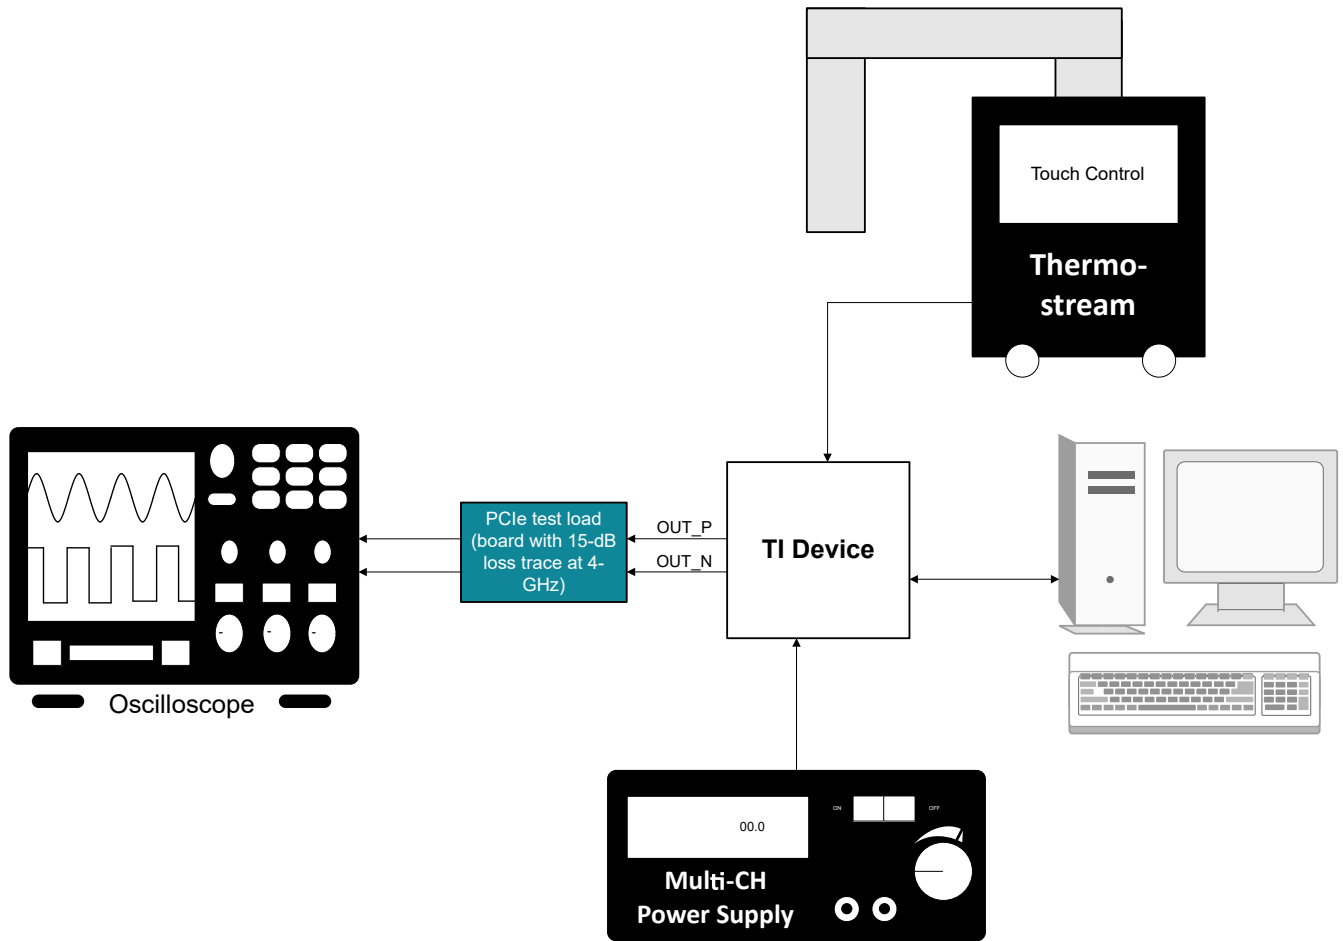 Touch Control
Thermo-
stream
PCIe test load
(board with 15-dB
loss trace at 4-
GHz)
OUT_P
OUT_N
TI Device
Oscilloscope
00.0
ON
OFF
Multi-CH
Power Supply